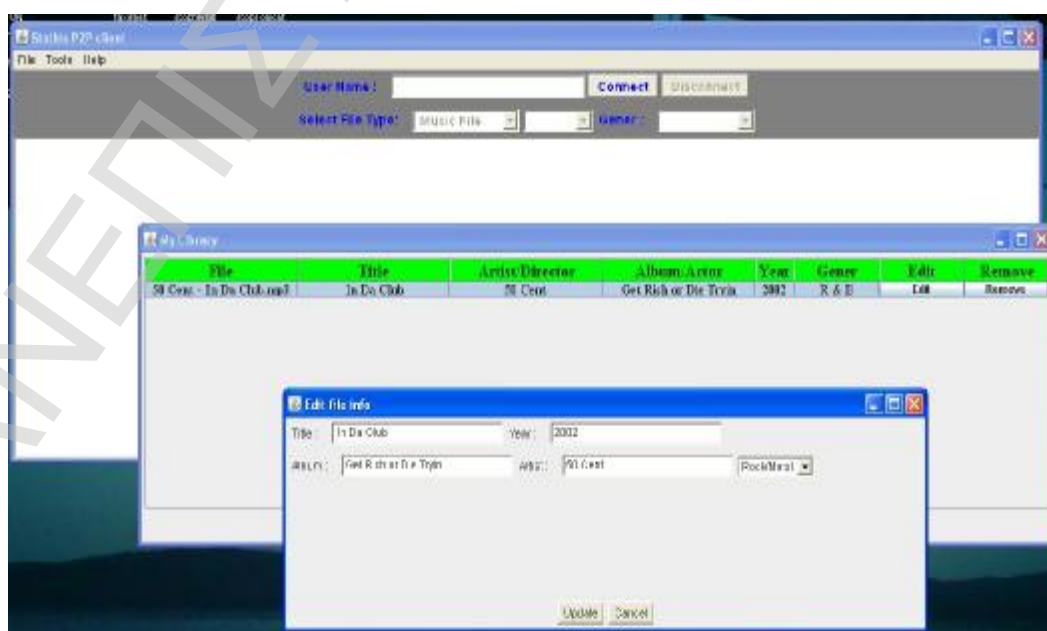 Stathis P2P client
File Tools Help
User Name : Connect Disconnect
Select File Type: Music File Gener :
My Library
File Title Artist/Director Album/Actor Year Gener Edit Remove
50 Cent - In Da Club.mp3 In Da Club 50 Cent Get Rich or Die Tryin 2002 R & B Edit Remove
Edit file info
Title : In Da Club Year : 2002
Album : Get Rich or Die Tryin Artist : 50 Cent Rock/Metal
Update Cancel